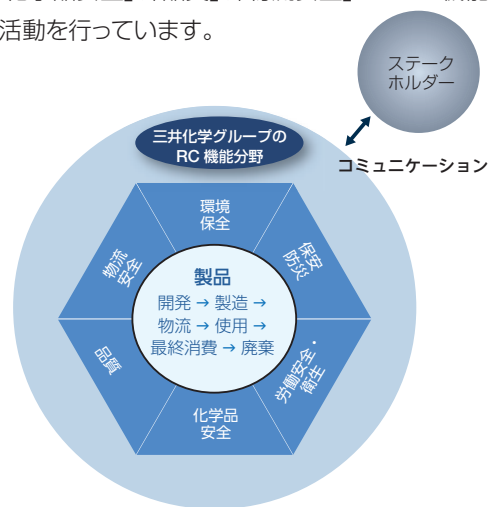 活動を行っています。
ステーク
ホルダー
三井化学グループの
RC 機能分野
コミュニケーション
環境
保全
保安
防災
物流
安全
製品
開発 → 製造 →
物流 → 使用 →
最終消費 → 廃棄
品質
労働安全・
衛生
化学品
安全